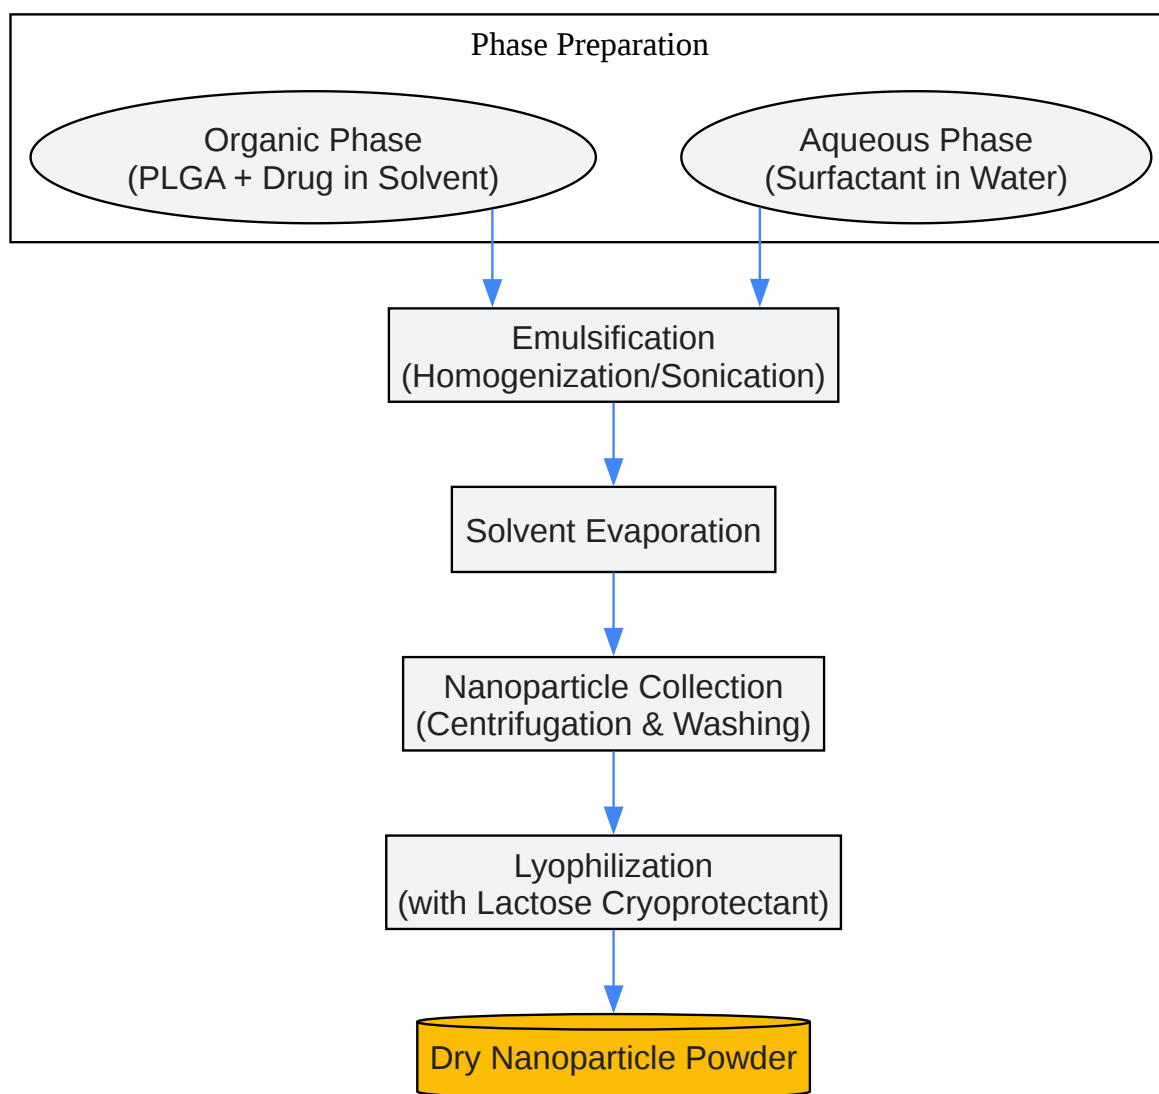 Phase Preparation
Organic Phase
(PLGA + Drug in Solvent)
Aqueous Phase
(Surfactant in Water)
Emulsification
(Homogenization/Sonication)
Solvent Evaporation
Nanoparticle Collection
(Centrifugation & Washing)
Lyophilization
(with Lactose Cryoprotectant)
Dry Nanoparticle Powder